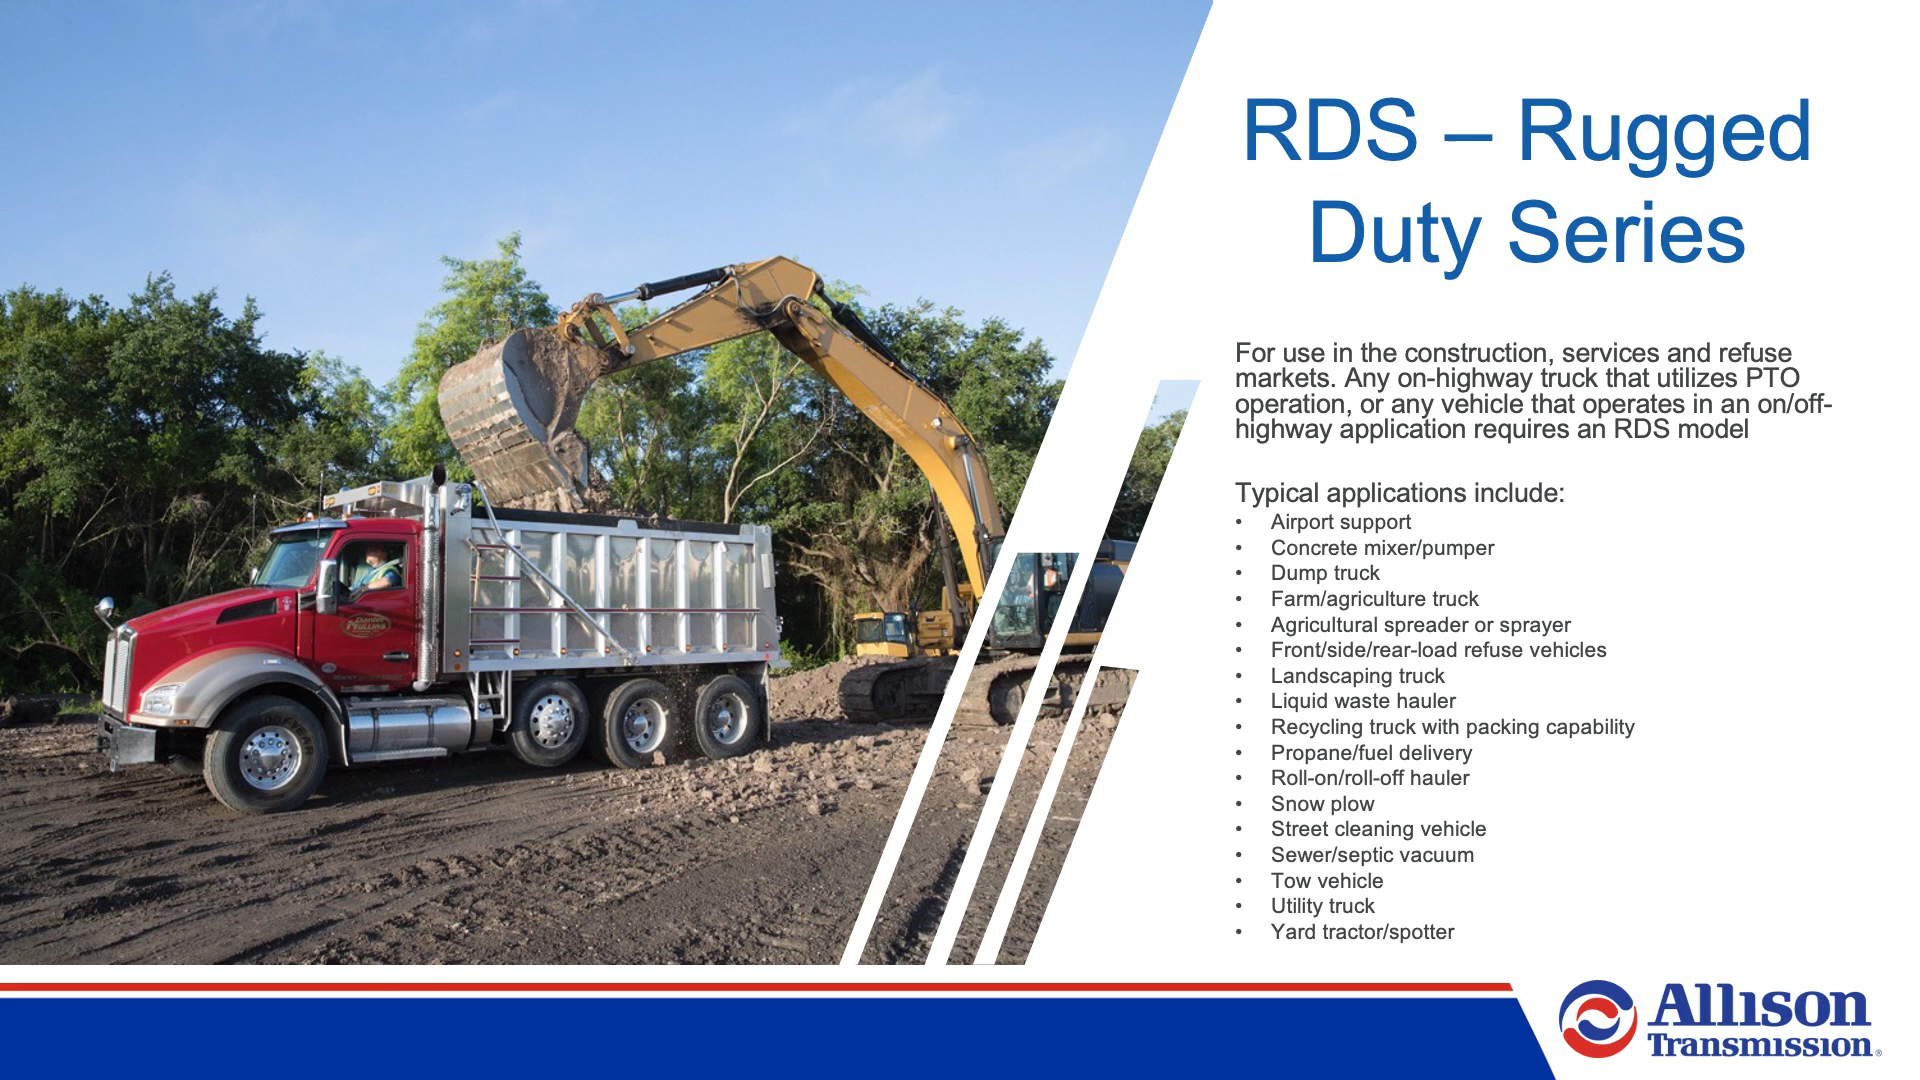 RDS – Rugged
Duty Series
For use in the construction, services and refuse
markets. Any on-highway truck that utilizes PTO
operation, or any vehicle that operates in an on/off-
highway application requires an RDS model
Typical applications include:
• Airport support
• Concrete mixer/pumper
• Dump truck
• Farm/agriculture truck
• Agricultural spreader or sprayer
• Front/side/rear-load refuse vehicles
• Landscaping truck
• Liquid waste hauler
• Recycling truck with packing capability
• Propane/fuel delivery
• Roll-on/roll-off hauler
• Snow plow
• Street cleaning vehicle
• Sewer/septic vacuum
• Tow vehicle
• Utility truck
• Yard tractor/spotter
Daniel
Mullins
Allison
Transmission®